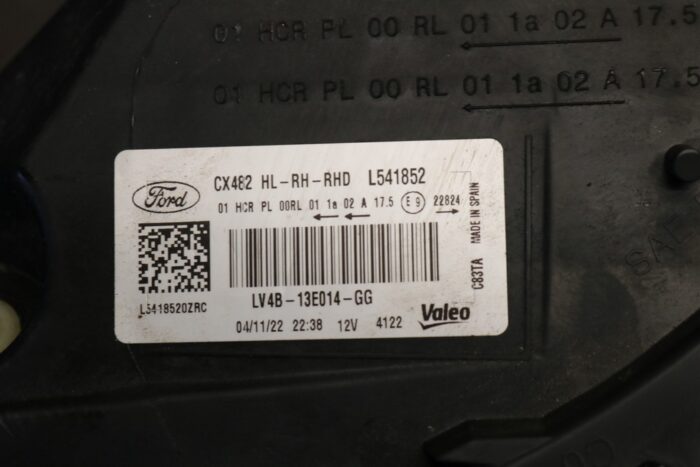 01 HCR PL 00 RL 01 1a 02 A 17.5
01 HCR PL 00 RL 01 1a 02 A 17.5
Ford CX482 HL-RH-RHD L541852
01 HCR PL 00RL 01 1a 02 A 17.5 E9 22824
MADE IN SPAIN
C83TA
L5418520ZRC
LV4B-13E014-GG
04/11/22 22:38 12V 4122 Valeo
SAE